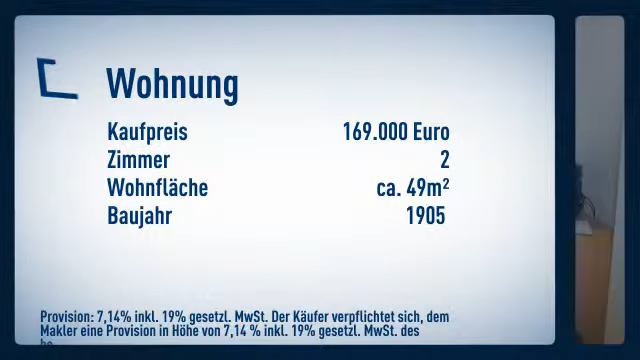 Wohnung
Kaufpreis 169.000 Euro
Zimmer 2
Wohnfläche ca. 49m²
Baujahr 1905
Provision: 7,14% inkl. 19% gesetzl. MwSt. Der Käufer verpflichtet sich, dem
Makler eine Provision in Höhe von 7,14 % inkl. 19% gesetzl. MwSt. des